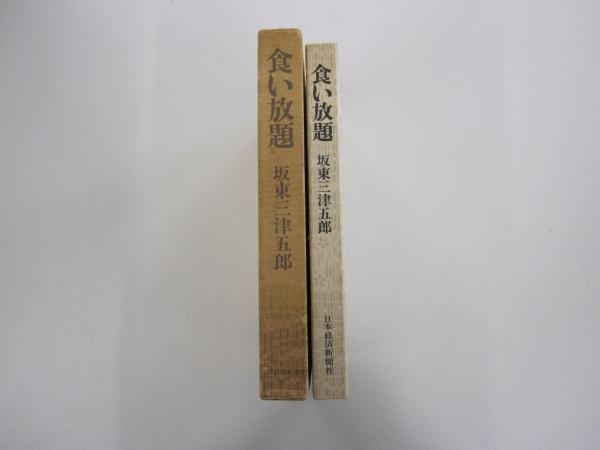 食い放題
坂東三津五郎
食い放題
坂東三津五郎
日本経済新聞社